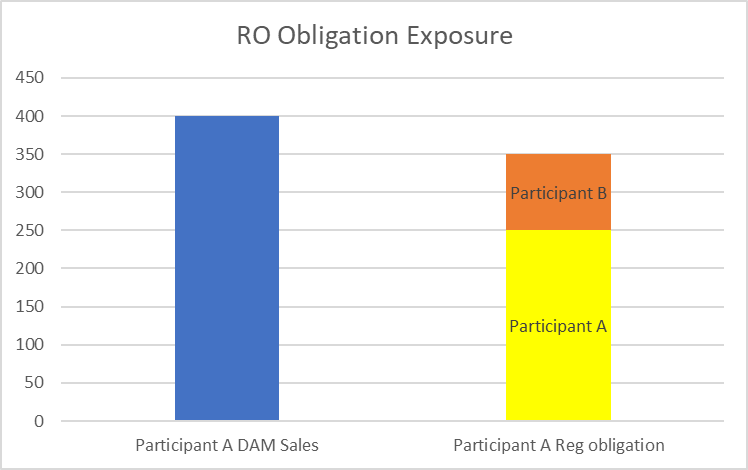 RO Obligation Exposure
450
400
350
300
250
200
150
100
50
0
Participant B
Participant A
Participant A DAM Sales
Participant A Reg obligation